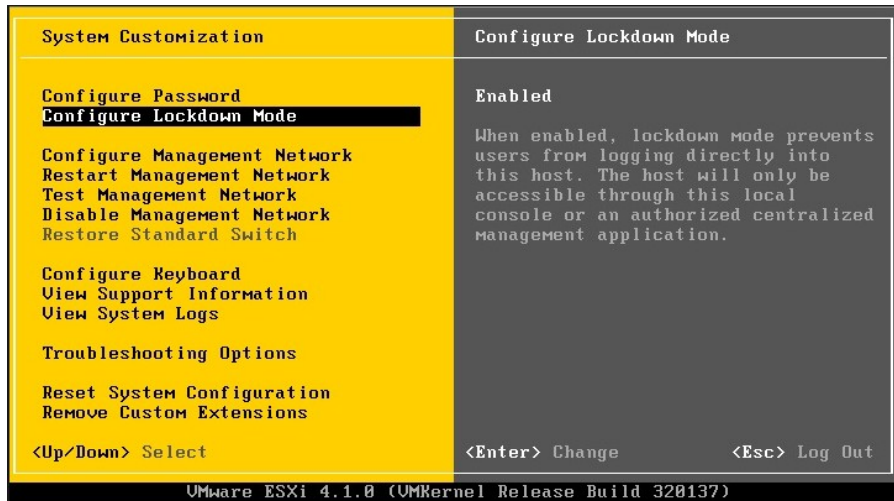 System Customization
Configure Password
Configure Lockdown Mode
Configure Management Network
Restart Management Network
Test Management Network
Disable Management Network
Restore Standard Switch
Configure Keyboard
View Support Information
View System Logs
Troubleshooting Options
Reset System Configuration
Remove Custom Extensions
<Up/Down> Select
Configure Lockdown Mode
Enabled
When enabled, lockdown mode prevents
users from logging directly into
this host. The host will only be
accessible through this local
console or an authorized centralized
management application.
<Enter> Change <Esc> Log Out
VMware ESXi 4.1.0 (VMKernel Release Build 320137)